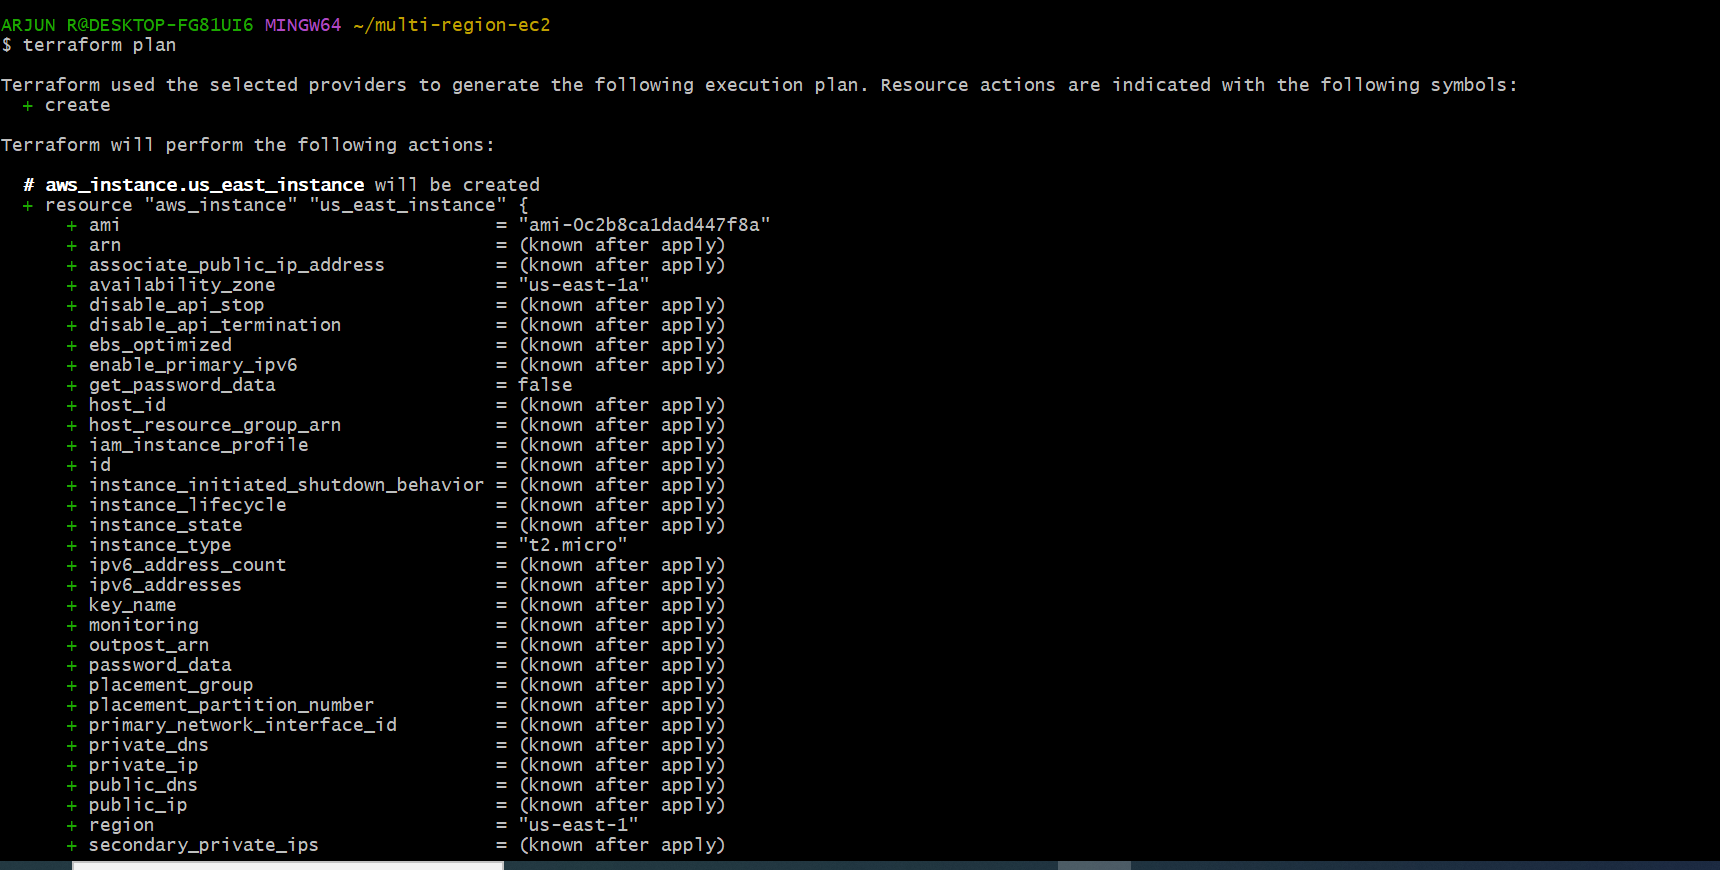 ARJUN R@DESKTOP-FG81UI6 MINGW64 ~/multi-region-ec2
$ terraform plan
Terraform used the selected providers to generate the following execution plan. Resource actions are indicated with the following symbols:
  + create
Terraform will perform the following actions:
  # aws_instance.us_east_instance will be created
  + resource "aws_instance" "us_east_instance" {
      + ami                                  = "ami-0c2b8ca1dad447f8a"
      + arn                                  = (known after apply)
      + associate_public_ip_address          = (known after apply)
      + availability_zone                    = "us-east-1a"
      + disable_api_stop                     = (known after apply)
      + disable_api_termination              = (known after apply)
      + ebs_optimized                        = (known after apply)
      + enable_primary_ipv6                  = (known after apply)
      + get_password_data                    = false
      + host_id                              = (known after apply)
      + host_resource_group_arn              = (known after apply)
      + iam_instance_profile                 = (known after apply)
      + id                                   = (known after apply)
      + instance_initiated_shutdown_behavior = (known after apply)
      + instance_lifecycle                   = (known after apply)
      + instance_state                       = (known after apply)
      + instance_type                        = "t2.micro"
      + ipv6_address_count                   = (known after apply)
      + ipv6_addresses                       = (known after apply)
      + key_name                             = (known after apply)
      + monitoring                           = (known after apply)
      + outpost_arn                          = (known after apply)
      + password_data                        = (known after apply)
      + placement_group                      = (known after apply)
      + placement_partition_number           = (known after apply)
      + primary_network_interface_id         = (known after apply)
      + private_dns                          = (known after apply)
      + private_ip                           = (known after apply)
      + public_dns                           = (known after apply)
      + public_ip                            = (known after apply)
      + region                               = "us-east-1"
      + secondary_private_ips                = (known after apply)